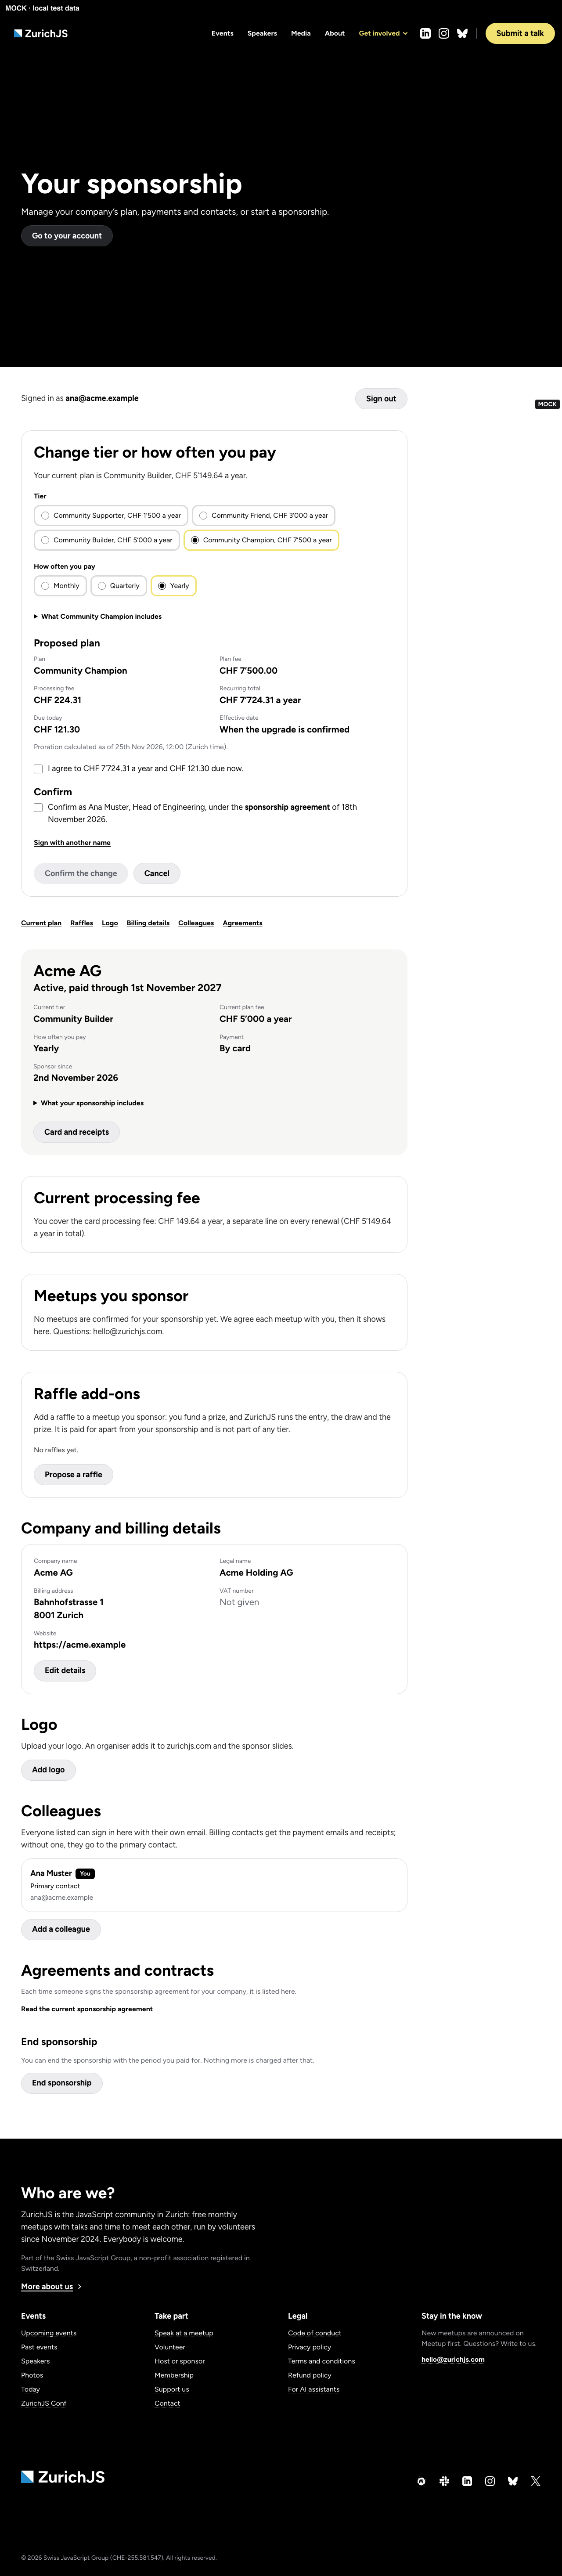 MOCK · local test data
ZurichJS
Events
Speakers
Media
About
Get involved
Submit a talk
Your sponsorship
Manage your company's plan, payments and contacts, or start a sponsorship.
Go to your account
Signed in as ana@acme.example
Sign out
MOCK
Change tier or how often you pay
Your current plan is Community Builder, CHF 5'149.64 a year.
Tier
Community Supporter, CHF 1'500 a year
Community Friend, CHF 3'000 a year
Community Builder, CHF 5'000 a year
Community Champion, CHF 7'500 a year
How often you pay
Monthly
Quarterly
Yearly
What Community Champion includes
Proposed plan
Plan
Community Champion
Plan fee
CHF 7'500.00
Processing fee
CHF 224.31
Recurring total
CHF 7'724.31 a year
Due today
CHF 121.30
Effective date
When the upgrade is confirmed
Proration calculated as of 25th Nov 2026, 12:00 (Zurich time).
I agree to CHF 7'724.31 a year and CHF 121.30 due now.
Confirm
Confirm as Ana Muster, Head of Engineering, under the sponsorship agreement of 18th
November 2026.
Sign with another name
Confirm the change
Cancel
Current plan
Raffles
Logo
Billing details
Colleagues
Agreements
Acme AG
Active, paid through 1st November 2027
Current tier
Community Builder
Current plan fee
CHF 5'000 a year
How often you pay
Yearly
Payment
By card
Sponsor since
2nd November 2026
What your sponsorship includes
Card and receipts
Current processing fee
You cover the card processing fee: CHF 149.64 a year, a separate line on every renewal (CHF 5'149.64
a year in total).
Meetups you sponsor
No meetups are confirmed for your sponsorship yet. We agree each meetup with you, then it shows
here. Questions: hello@zurichjs.com.
Raffle add-ons
Add a raffle to a meetup you sponsor: you fund a prize, and ZurichJS runs the entry, the draw and the
prize. It is paid for apart from your sponsorship and is not part of any tier.
No raffles yet.
Propose a raffle
Company and billing details
Company name
Acme AG
Legal name
Acme Holding AG
Billing address
Bahnhofstrasse 1
8001 Zurich
VAT number
Not given
Website
https://acme.example
Edit details
Logo
Upload your logo. An organiser adds it to zurichjs.com and the sponsor slides.
Add logo
Colleagues
Everyone listed can sign in here with their own email. Billing contacts get the payment emails and receipts;
without one, they go to the primary contact.
Ana Muster You
Primary contact
ana@acme.example
Add a colleague
Agreements and contracts
Each time someone signs the sponsorship agreement for your company, it is listed here.
Read the current sponsorship agreement
End sponsorship
You can end the sponsorship with the period you paid for. Nothing more is charged after that.
End sponsorship
Who are we?
ZurichJS is the JavaScript community in Zurich: free monthly
meetups with talks and time to meet each other, run by volunteers
since November 2024. Everybody is welcome.
Part of the Swiss JavaScript Group, a non-profit association registered in
Switzerland.
More about us
Events
Upcoming events
Past events
Speakers
Photos
Today
ZurichJS Conf
Take part
Speak at a meetup
Volunteer
Host or sponsor
Membership
Support us
Contact
Legal
Code of conduct
Privacy policy
Terms and conditions
Refund policy
For AI assistants
Stay in the know
New meetups are announced on
Meetup first. Questions? Write to us.
hello@zurichjs.com
ZurichJS
© 2026 Swiss JavaScript Group (CHE-255.581.547). All rights reserved.